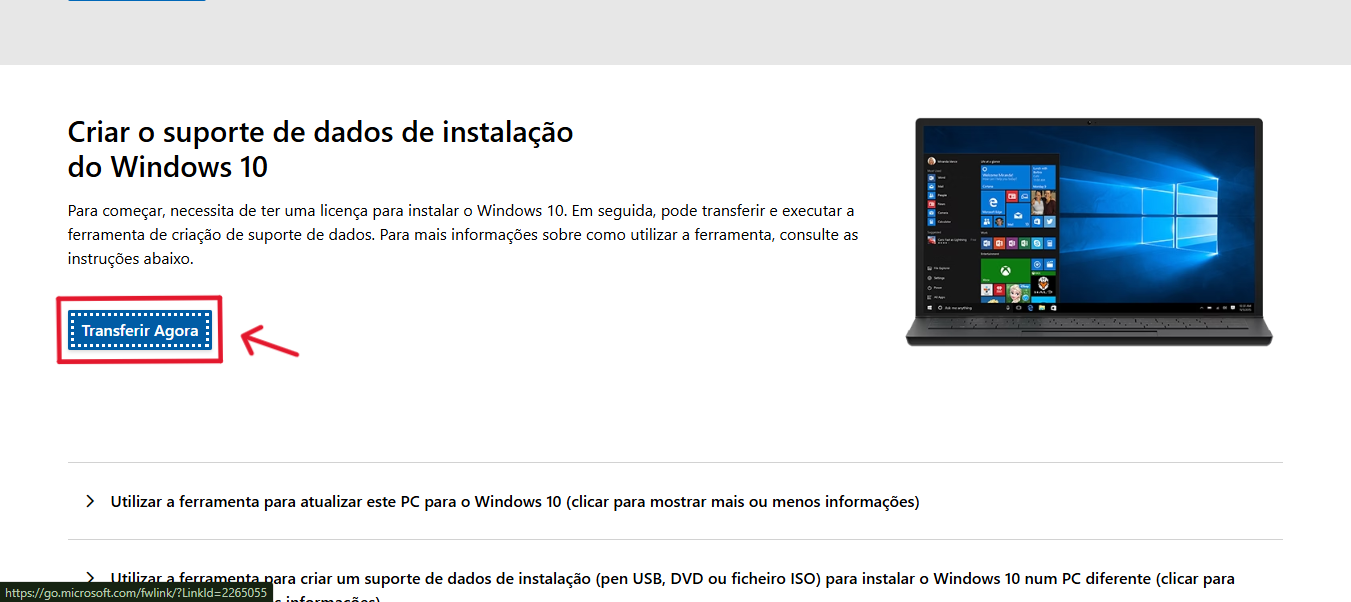 Criar o suporte de dados de instalação
do Windows 10
Para começar, necessita de ter uma licença para instalar o Windows 10. Em seguida, pode transferir e executar a
ferramenta de criação de suporte de dados. Para mais informações sobre como utilizar a ferramenta, consulte as
instruções abaixo.
Transferir Agora
Utilizar a ferramenta para atualizar este PC para o Windows 10 (clicar para mostrar mais ou menos informações)
Utilizar a ferramenta para criar um suporte de dados de instalação (pen USB, DVD ou ficheiro ISO) para instalar o Windows 10 num PC diferente (clicar para
informações)
https://go.microsoft.com/fwlink/?LinkId=2265055